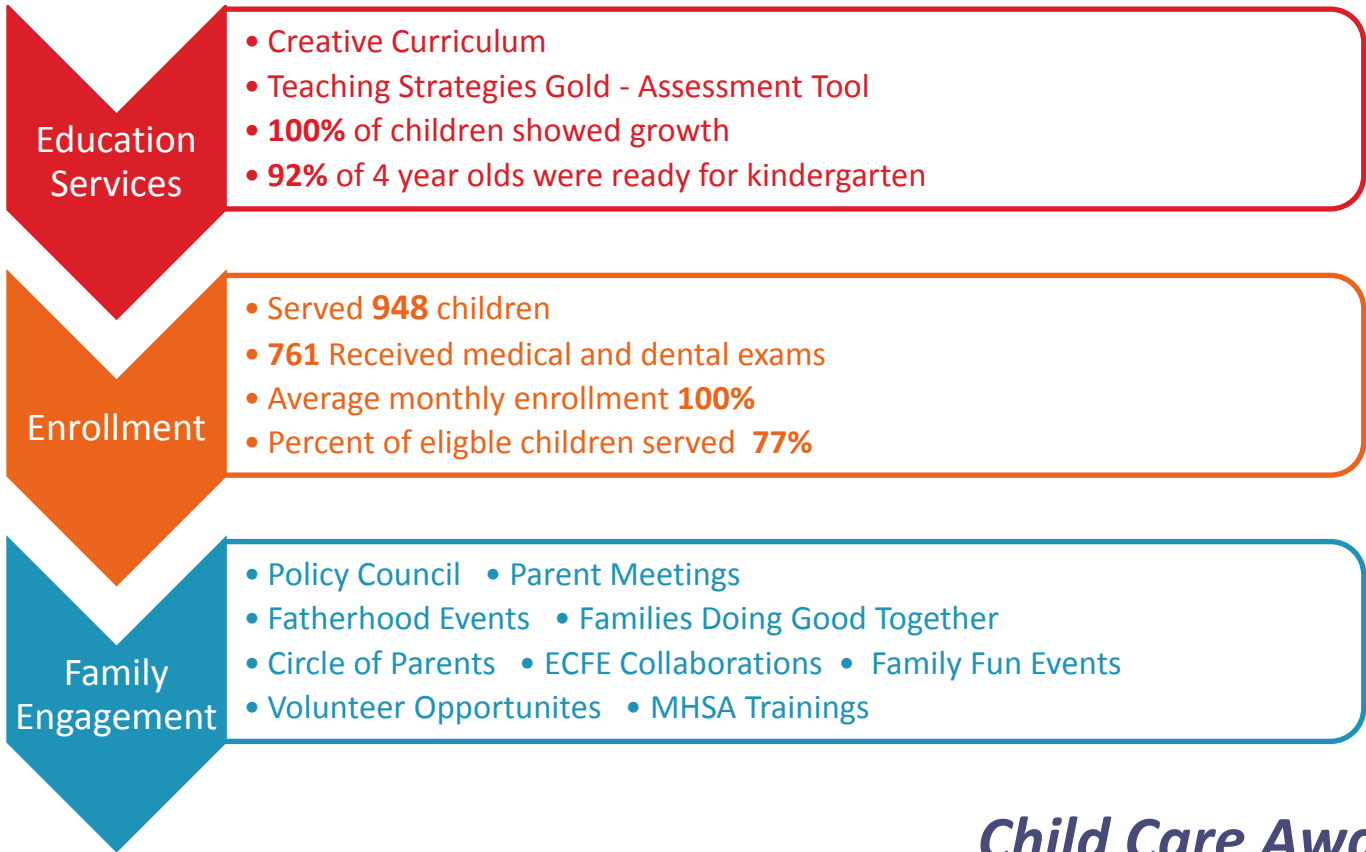 Education
Services
• Creative Curriculum
• Teaching Strategies Gold - Assessment Tool
• 100% of children showed growth
• 92% of 4 year olds were ready for kindergarten
Enrollment
• Served 948 children
• 761 Received medical and dental exams
• Average monthly enrollment 100%
• Percent of eligble children served 77%
Family
Engagement
• Policy Council • Parent Meetings
• Fatherhood Events • Families Doing Good Together
• Circle of Parents • ECFE Collaborations • Family Fun Events
• Volunteer Opportunites • MHSA Trainings
Child Care